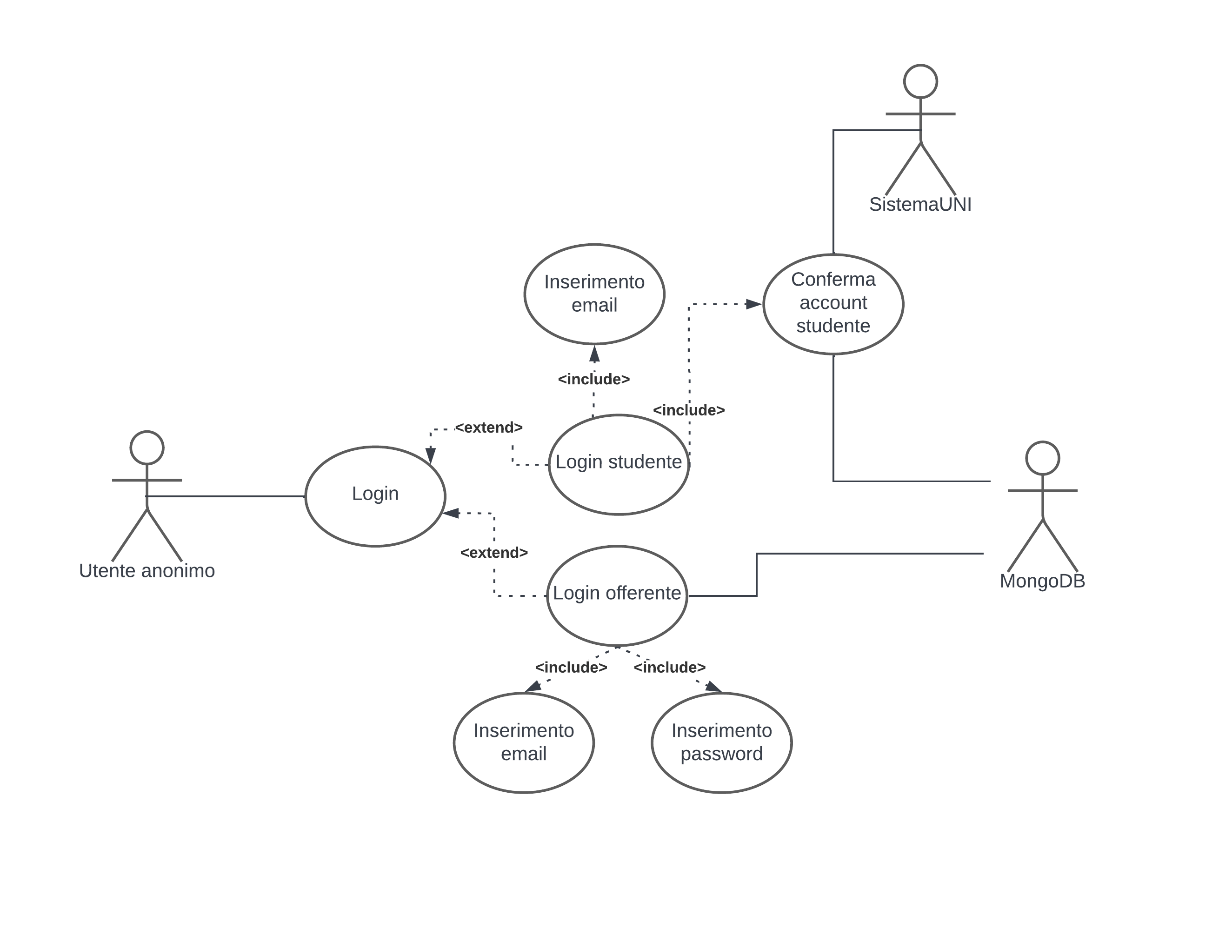 SistemaUNI
Inserimento
email
Conferma
account
studente
<include>
<include>
<extend>
Login studente
Login
Utente anonimo
<extend>
Login offerente
MongoDB
<include>
<include>
Inserimento
email
Inserimento
password